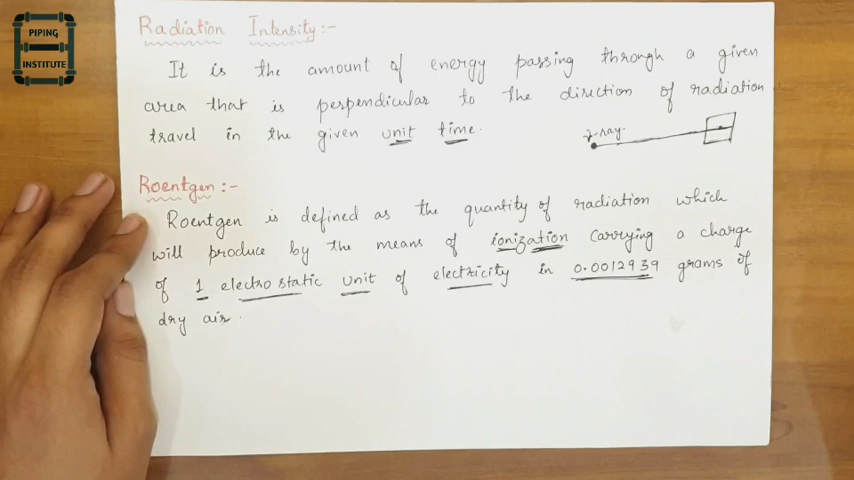 PIPING
INSTITUTE
Radiation Intensity:-
It is the amount of energy passing through a given
area that is perpendicular to the direction of radiation
travel in the given unit time.
γ-ray.
Roentgen:-
Roentgen is defined as the quantity of radiation which
will produce by the means of ionization carrying a charge
of 1 electrostatic unit of electricity in 0.0012939 grams of
dry air.